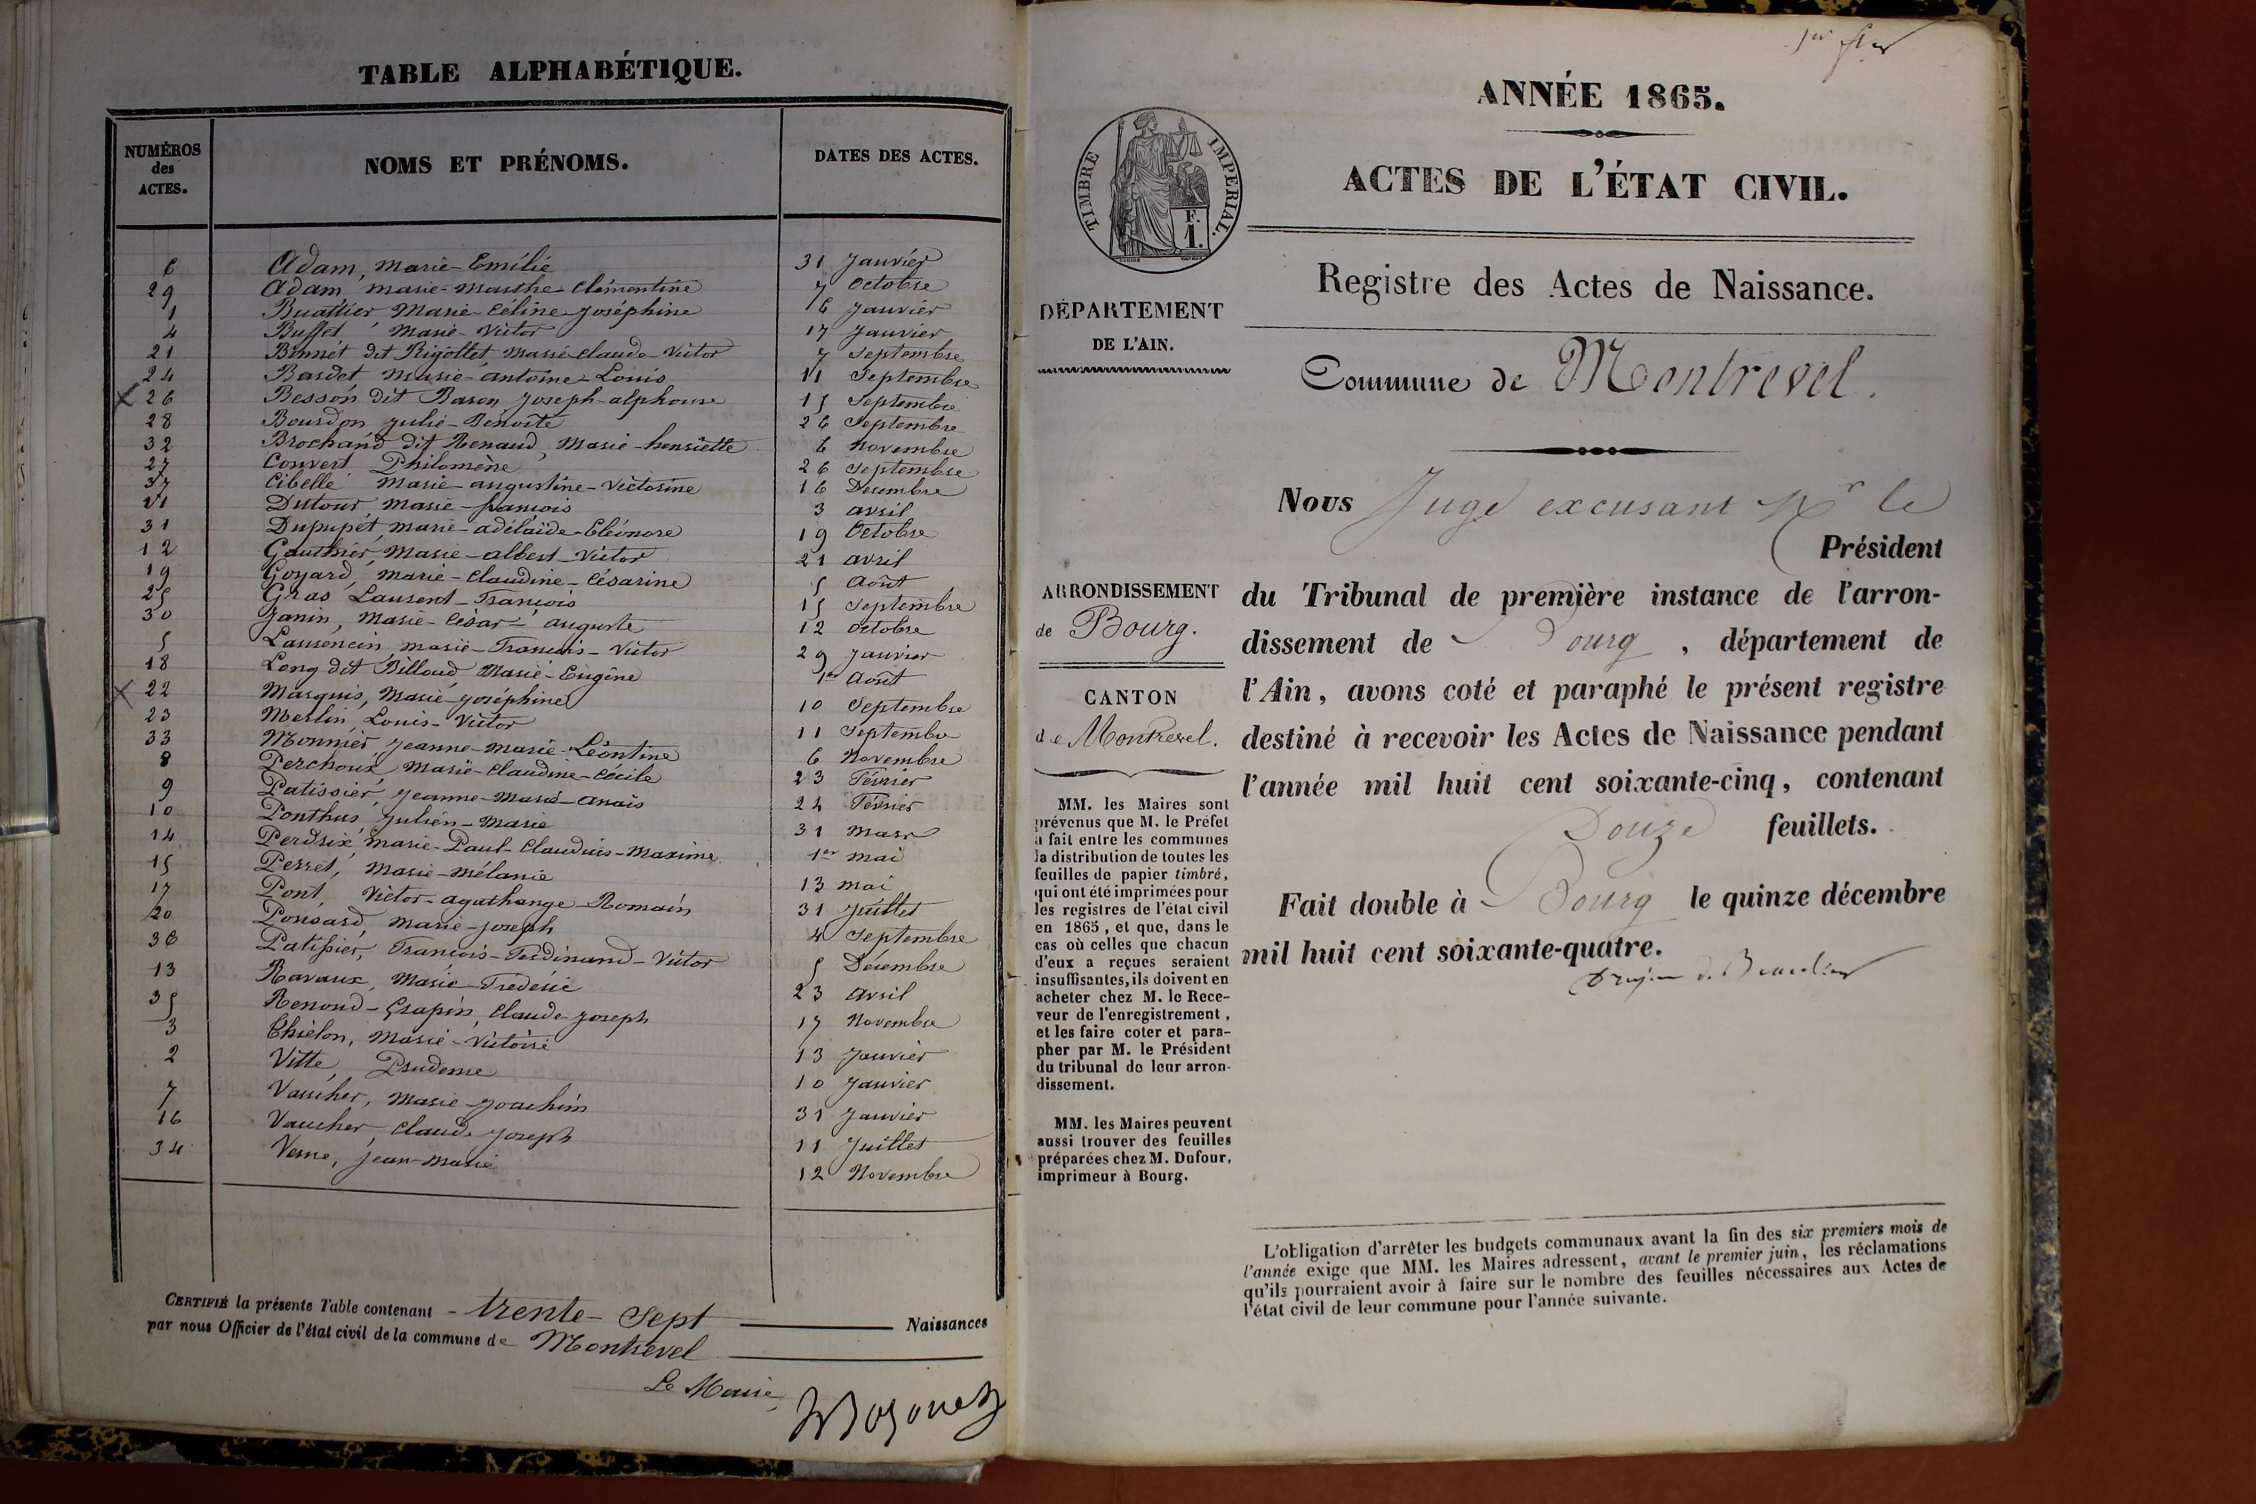 TABLE ALPHABÉTIQUE.
NUMÉROS des ACTES. NOMS ET PRÉNOMS. DATES DES ACTES.
6 Adam, Marie-Emilie 31 Janvier
29 Adam Marie-Marthe-Clémentine 7 Octobre
1 Buattier Marie-Céline-Joséphine 6 Janvier
4 Buffet Marie-Victor 17 Janvier
21 Binnét dit Rigollet, Marie-Claude-Victor 7 Septembre
24 Bardet Marie-antoine-Louis 11 Septembre
26 Besson dit Baron Joseph-alphonse 15 Septembre
28 Bourdon Julie-Benoite 26 Septembre
32 Brochand dit Renaud, Marie-henriette 6 Novembre
27 Convert Philomène 26 Septembre
37 Cibelle Marie-augustine-Victorine 16 Décembre
11 Dutour, Marie-françois 3 avril
31 Dupupet, Marie-adélaïde-Eléonore 19 Octobre
12 Gauthier, Marie-albert-Victor 21 avril
19 Goyard, Marie-Claudine-Césarine 5 Août
25 Gras Laurent-François 15 Septembre
30 Janin, Marie-César-auguste 12 Octobre
5 Laurencin, Marie-François-Victor 29 Janvier
18 Long dit Billoud Marie-Eugène 1er Août
22 Marquis, Marie Joséphine 10 Septembre
23 Merlin, Louis-Victor 11 Septembre
33 Monnier, Jeanne-Marie-Léontine 6 Novembre
8 Perchoux Marie-Claudine-Cécile 23 Février
9 Patissier, Jeanne-Marie-anaïs 24 Février
10 Ponthus, Julien-Marie 31 Mars
14 Perdrix Marie-Paul-Claudius-Maxime 1er mai
15 Perret, Marie-mélanie 13 mai
17 Pont, Victor-agathange-Romain 31 Juillet
20 Ponsard Marie-Joseph 4 Septembre
36 Patissier, François-Ferdinand-Victor 5 Décembre
13 Ravaux, Marie-Fréderic 23 Avril
35 Renoud-Grapin, Claude-Joseph 17 Novembre
3 Chiélon, Marie-Victoire 13 Janvier
2 Vitte, Prudence 10 Janvier
7 Vaucher, Marie-Joachim 31 Janvier
16 Vaucher, Claude Joseph 11 Juillet
34 Verne, Jean-Marie 12 Novembre
CERTIFIÉ la présente Table contenant - trente-sept Naissances
par nous Officier de l'état civil de la commune de Montrevel
Le Maire,
ANNÉE 1865.
TIMBRE IMPÉRIAL.
F. 1.
ACTES DE L'ÉTAT CIVIL.
Registre des Actes de Naissance.
DÉPARTEMENT
DE L'AIN.
Commune de Montrevel.
Nous Juge excusant Mr le
Président
du Tribunal de première instance de l'arron-
dissement de Bourg, département de
l'Ain, avons coté et paraphé le présent registre
destiné à recevoir les Actes de Naissance pendant
l'année mil huit cent soixante-cinq, contenant
Douze feuillets.
Fait double à Bourg le quinze décembre
mil huit cent soixante-quatre.
ARRONDISSEMENT
de Bourg.
CANTON
de Montrevel.
MM. les Maires sont
prévenus que M. le Préfet
a fait entre les communes
la distribution de toutes les
feuilles de papier timbré,
qui ont été imprimées pour
les registres de l'état civil
en 1865, et que, dans le
cas où celles que chacun
d'eux a reçues seraient
insuffisantes, ils doivent en
acheter chez M. le Rece-
veur de l'enregistrement,
et les faire coter et para-
pher par M. le Président
du tribunal de leur arron-
dissement.
MM. les Maires peuvent
aussi trouver des feuilles
préparées chez M. Dufour,
imprimeur à Bourg.
L'obligation d'arrêter les budgets communaux avant la fin des six premiers mois de
l'année exige que MM. les Maires adressent, avant le premier juin, les réclamations
qu'ils pourraient avoir à faire sur le nombre des feuilles nécessaires aux Actes de
l'état civil de leur commune pour l'année suivante.